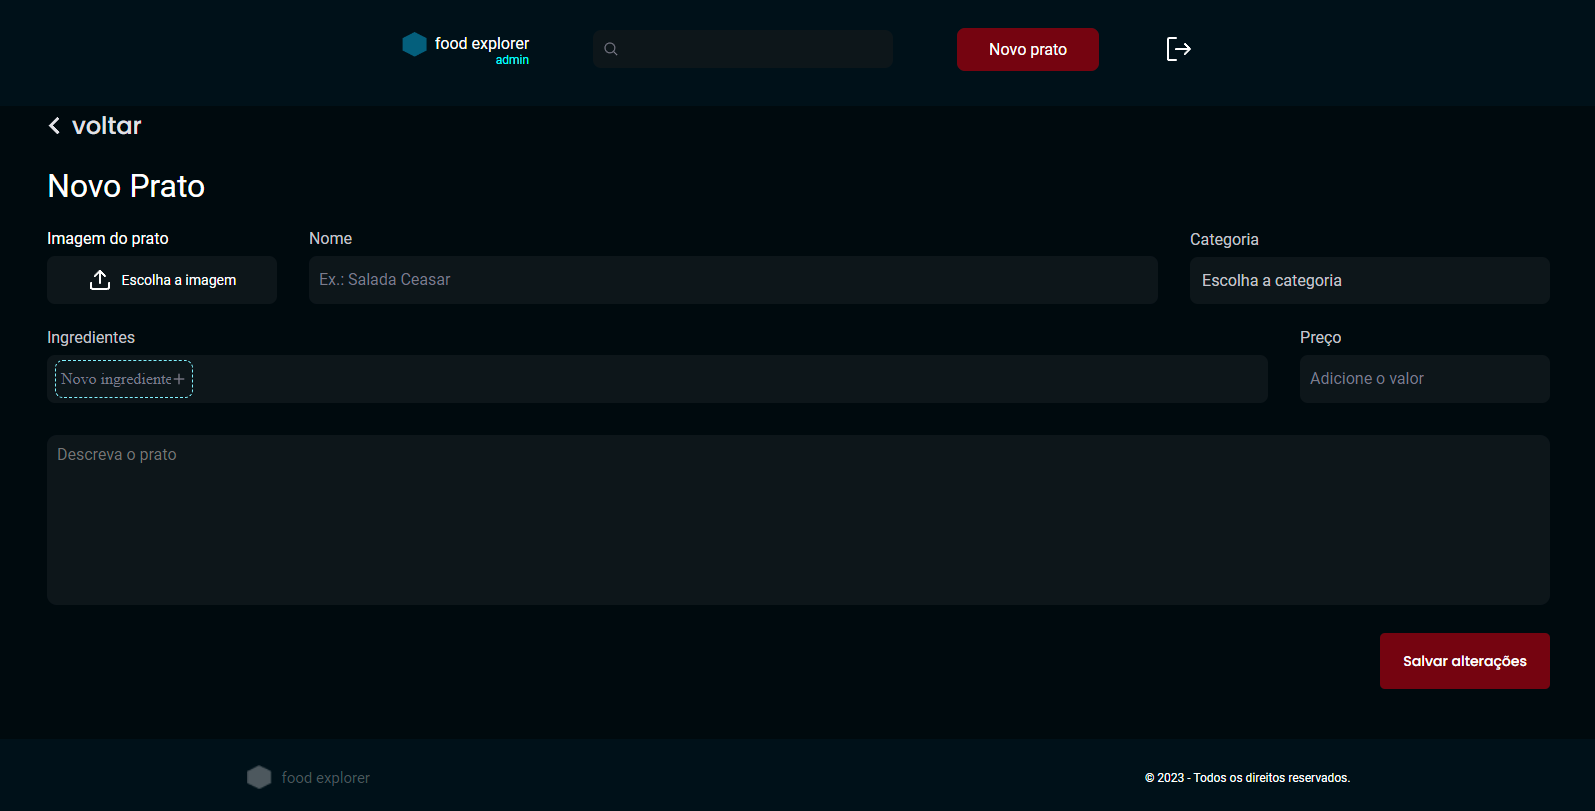 food explorer
admin
Novo prato
voltar
Novo Prato
Imagem do prato
Nome
Categoria
Escolha a imagem
Ex.: Salada Ceasar
Escolha a categoria
Ingredientes
Preço
Novo ingrediente+
Adicione o valor
Descreva o prato
Salvar alterações
food explorer
© 2023 - Todos os direitos reservados.